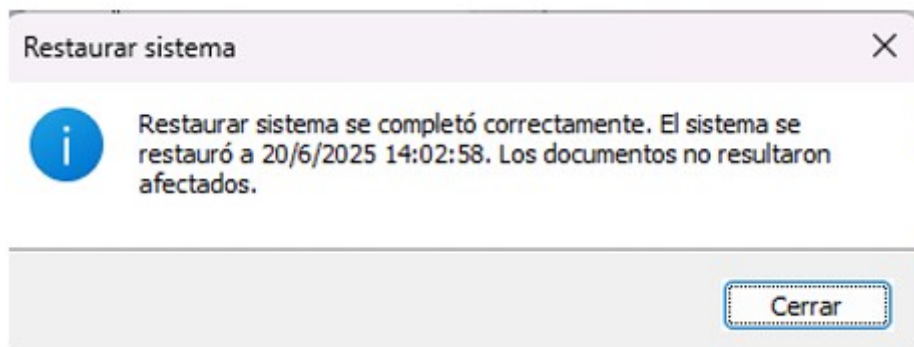 Restaurar sistema
Restaurar sistema se completó correctamente. El sistema se
restauró a 20/6/2025 14:02:58. Los documentos no resultaron
afectados.
Cerrar